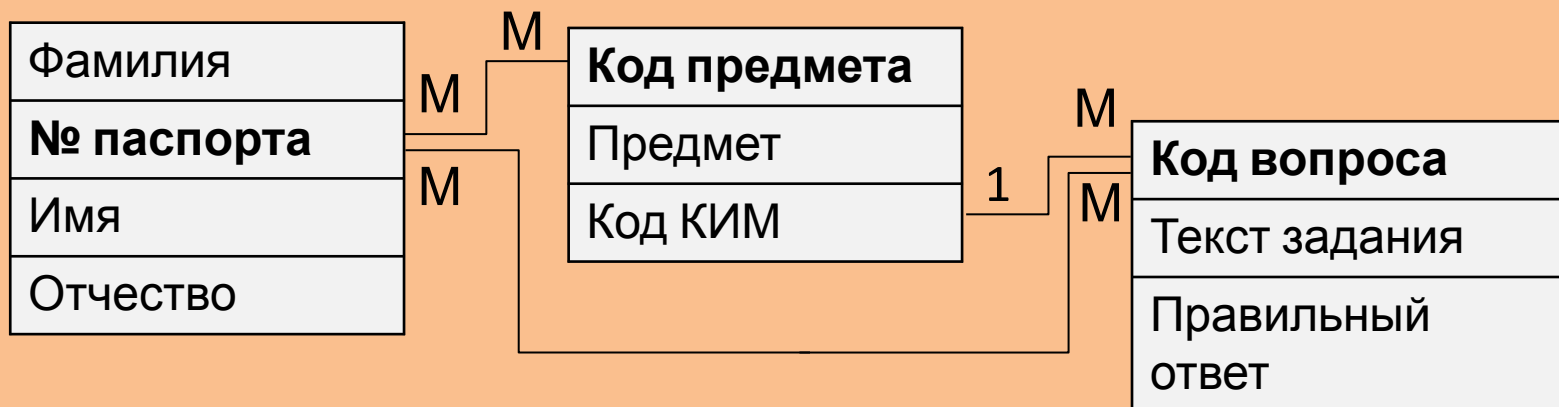 Фамилия
№ паспорта
Имя
Отчество
М
М
М
Код предмета
Предмет
Код КИМ
1
М
М
Код вопроса
Текст задания
Правильный
ответ